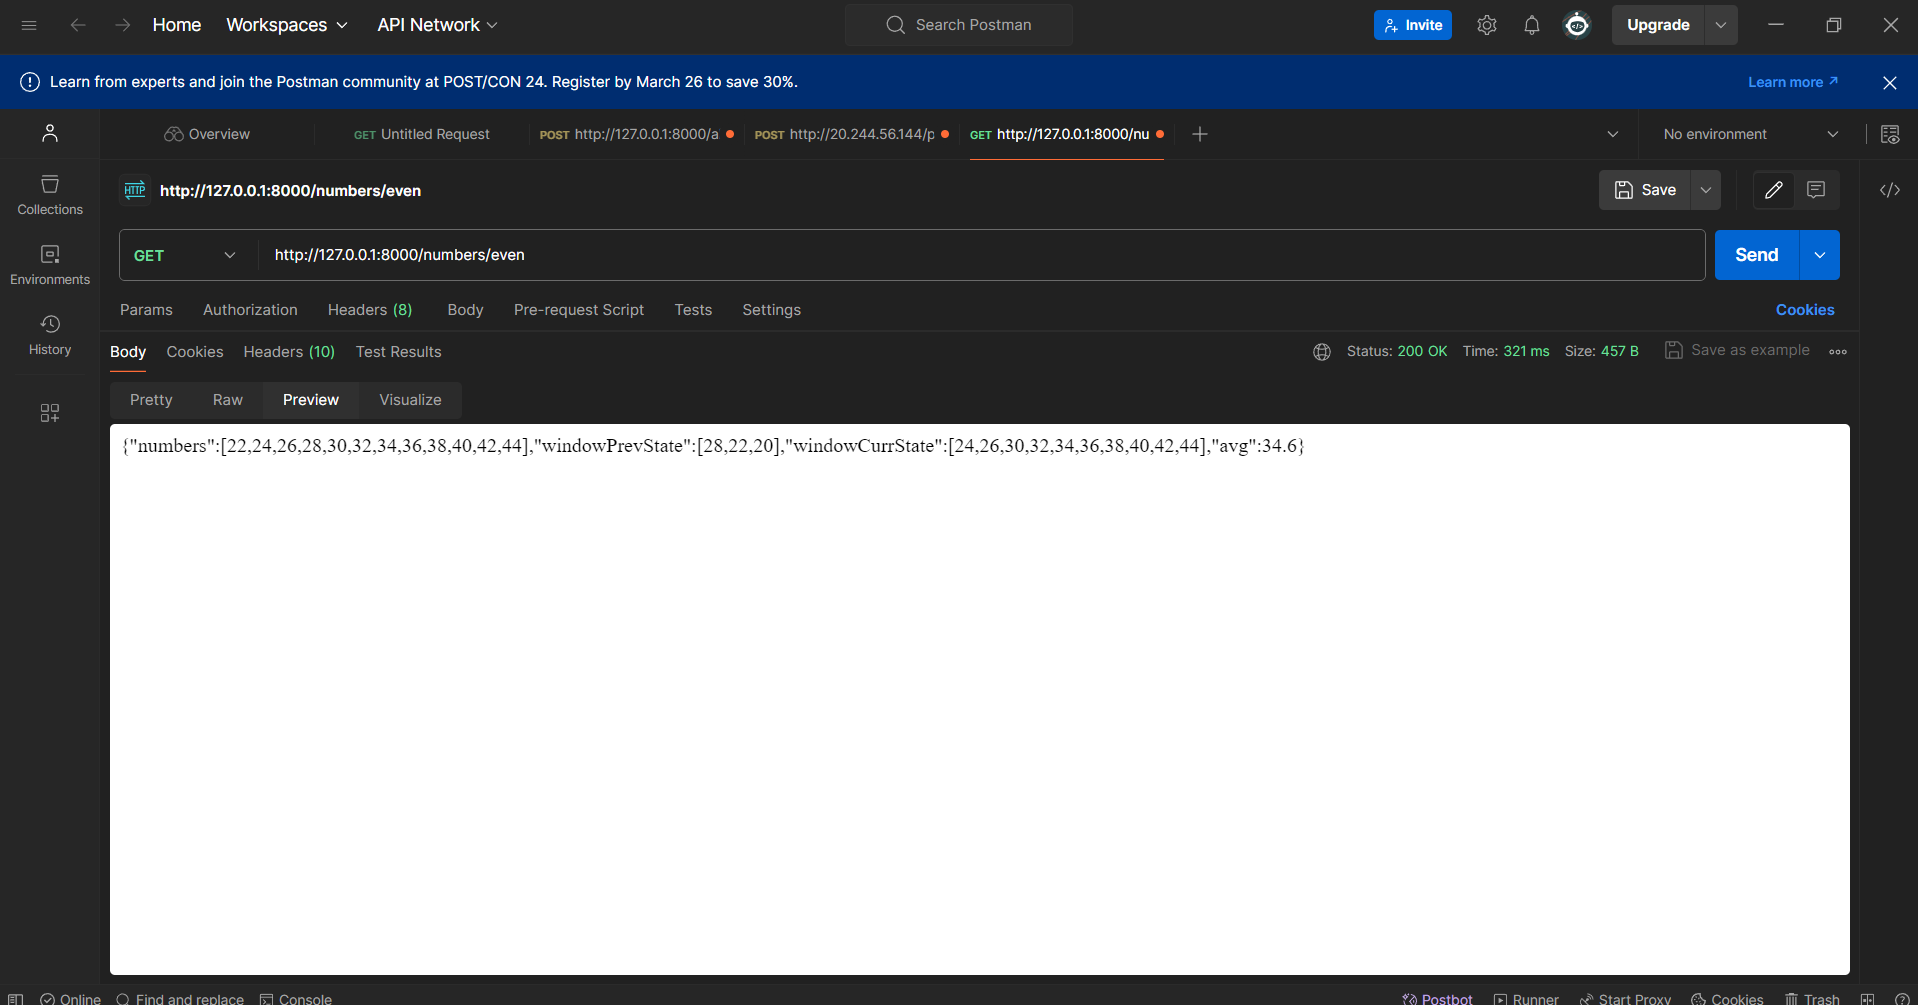 Home Workspaces API Network Search Postman Invite Upgrade
Learn from experts and join the Postman community at POST/CON 24. Register by March 26 to save 30%. Learn more ↗
Overview GET Untitled Request POST http://127.0.0.1:8000/a POST http://20.244.56.144/p GET http://127.0.0.1:8000/nu No environment
HTTP http://127.0.0.1:8000/numbers/even Save
Collections
GET http://127.0.0.1:8000/numbers/even Send
Environments
Params Authorization Headers (8) Body Pre-request Script Tests Settings Cookies
History
Body Cookies Headers (10) Test Results Status: 200 OK Time: 321 ms Size: 457 B Save as example
Pretty Raw Preview Visualize
{"numbers":[22,24,26,28,30,32,34,36,38,40,42,44],"windowPrevState":[28,22,20],"windowCurrState":[24,26,30,32,34,36,38,40,42,44],"avg":34.6}
Online Find and replace Console Postbot Runner Start Proxy Cookies Trash